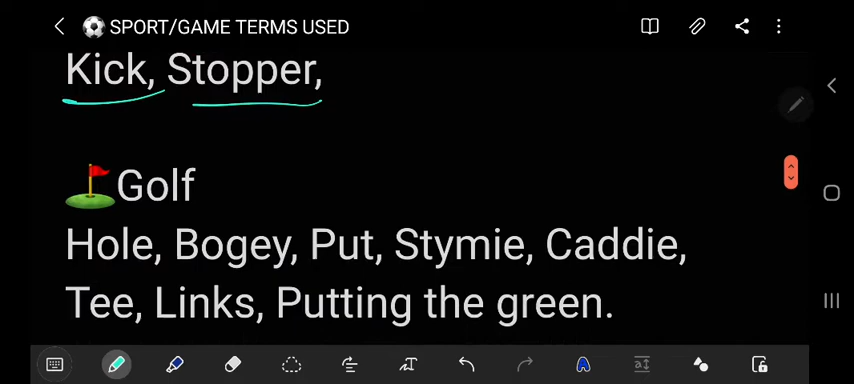 SPORT/GAME TERMS USED
Kick, Stopper,
Golf
Hole, Bogey, Put, Stymie, Caddie,
Tee, Links, Putting the green.